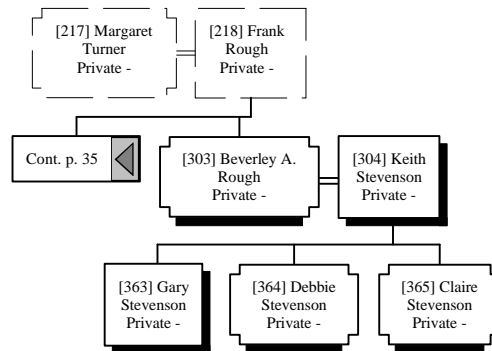 [217] Margaret
Turner
Private -
[218] Frank
Rough
Private -
Cont. p. 35
[303] Beverley A.
Rough
Private -
[304] Keith
Stevenson
Private -
[363] Gary
Stevenson
Private -
[364] Debbie
Stevenson
Private -
[365] Claire
Stevenson
Private -